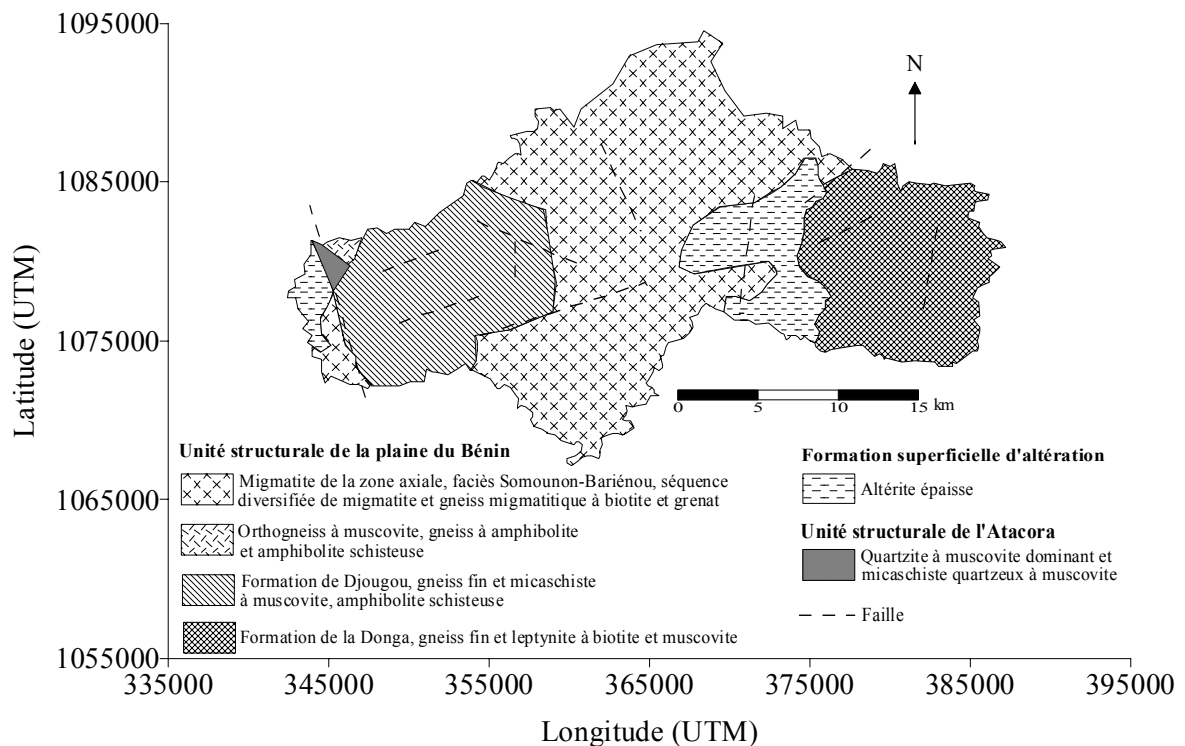 1095000
1085000
1075000
1065000
1055000
Latitude (UTM)
N
0 5 10 15 km
Unité structurale de la plaine du Bénin
Migmatite de la zone axiale, faciès Somounon-Bariénou, séquence
diversifiée de migmatite et gneiss migmatitique à biotite et grenat
Orthogneiss à muscovite, gneiss à amphibolite
et amphibolite schisteuse
Formation de Djougou, gneiss fin et micaschiste
à muscovite, amphibolite schisteuse
Formation de la Donga, gneiss fin et leptynite à biotite et muscovite
Formation superficielle d'altération
Altérite épaisse
Unité structurale de l'Atacora
Quartzite à muscovite dominant et
micaschiste quartzeux à muscovite
Faille
335000 345000 355000 365000 375000 385000 395000
Longitude (UTM)